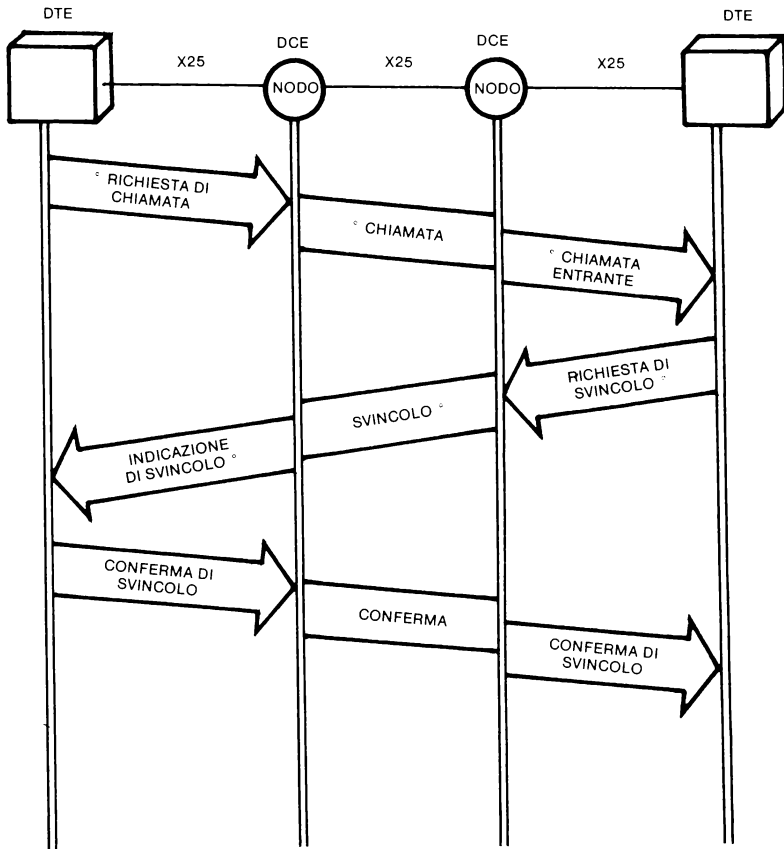 DTE
DTE
DCE
DCE
X25
X25
X25
NODO
NODO
° RICHIESTA DI
CHIAMATA
° CHIAMATA
° CHIAMATA
ENTRANTE
RICHIESTA DI
SVINCOLO °
SVINCOLO °
INDICAZIONE
DI SVINCOLO °
CONFERMA DI
SVINCOLO
CONFERMA
CONFERMA DI
SVINCOLO